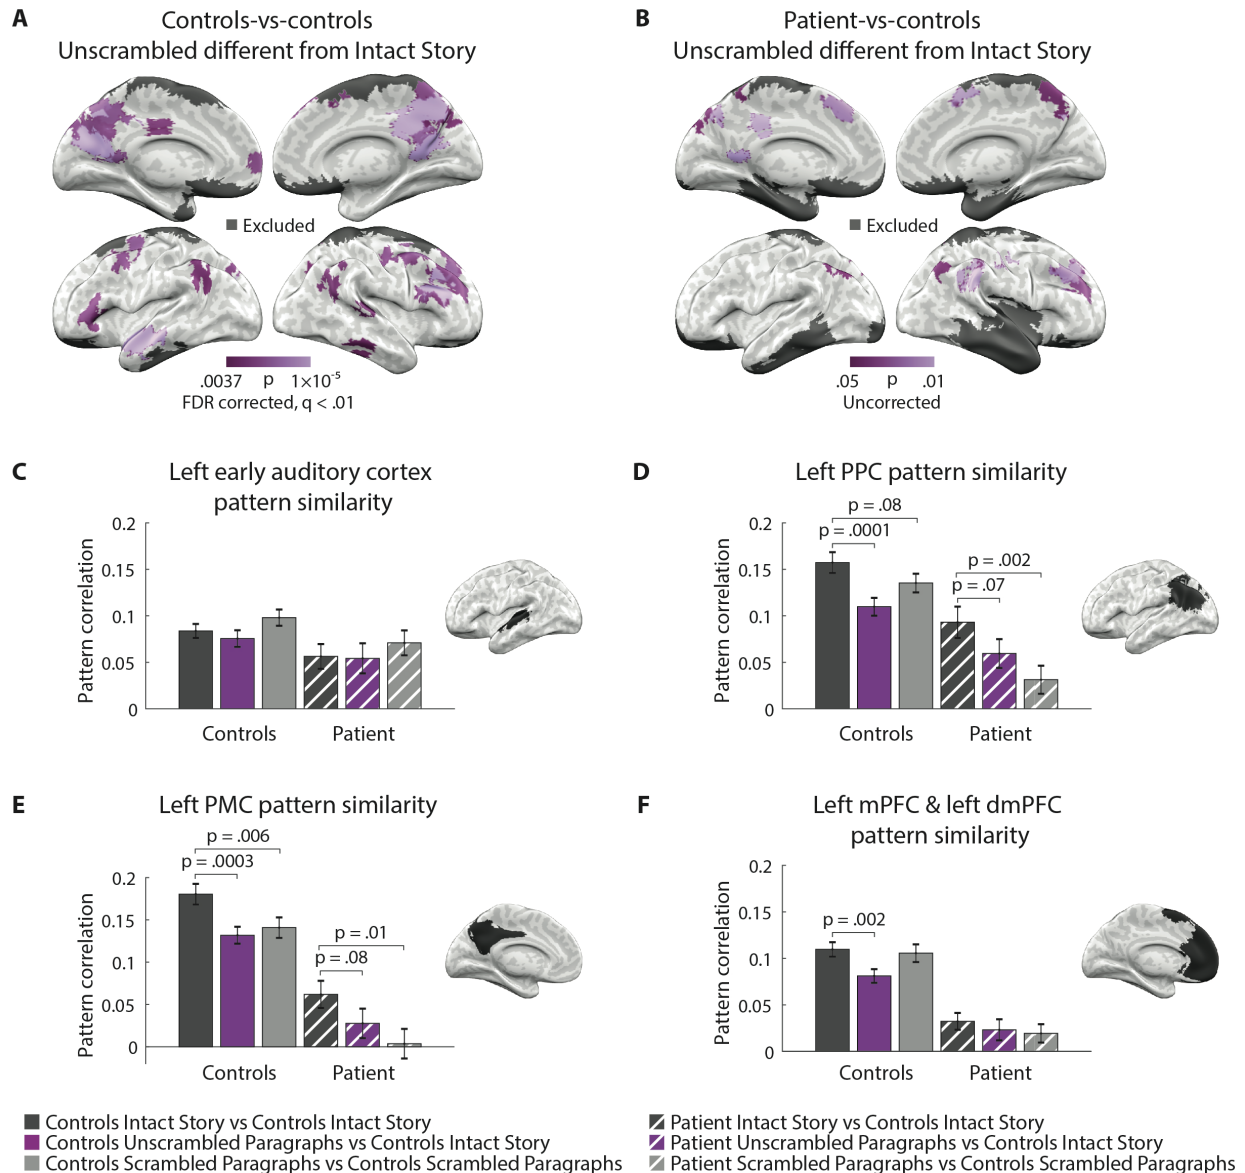 A
Controls-vs-controls
Unscrambled different from Intact Story
Excluded
.0037 p 1×10⁻⁵
FDR corrected, q < .01
B
Patient-vs-controls
Unscrambled different from Intact Story
Excluded
.05 p .01
Uncorrected
C
Left early auditory cortex
pattern similarity
Pattern correlation
0.2
0.15
0.1
0.05
0
Controls
Patient
D
Left PPC pattern similarity
Pattern correlation
0.2
0.15
0.1
0.05
0
p = .08
p = .0001
p = .002
p = .07
Controls
Patient
E
Left PMC pattern similarity
Pattern correlation
0.2
0.15
0.1
0.05
0
p = .006
p = .0003
p = .01
p = .08
Controls
Patient
F
Left mPFC & left dmPFC
pattern similarity
Pattern correlation
0.2
0.15
0.1
0.05
0
p = .002
Controls
Patient
Controls Intact Story vs Controls Intact Story
Controls Unscrambled Paragraphs vs Controls Intact Story
Controls Scrambled Paragraphs vs Controls Scrambled Paragraphs
Patient Intact Story vs Controls Intact Story
Patient Unscrambled Paragraphs vs Controls Intact Story
Patient Scrambled Paragraphs vs Controls Scrambled Paragraphs